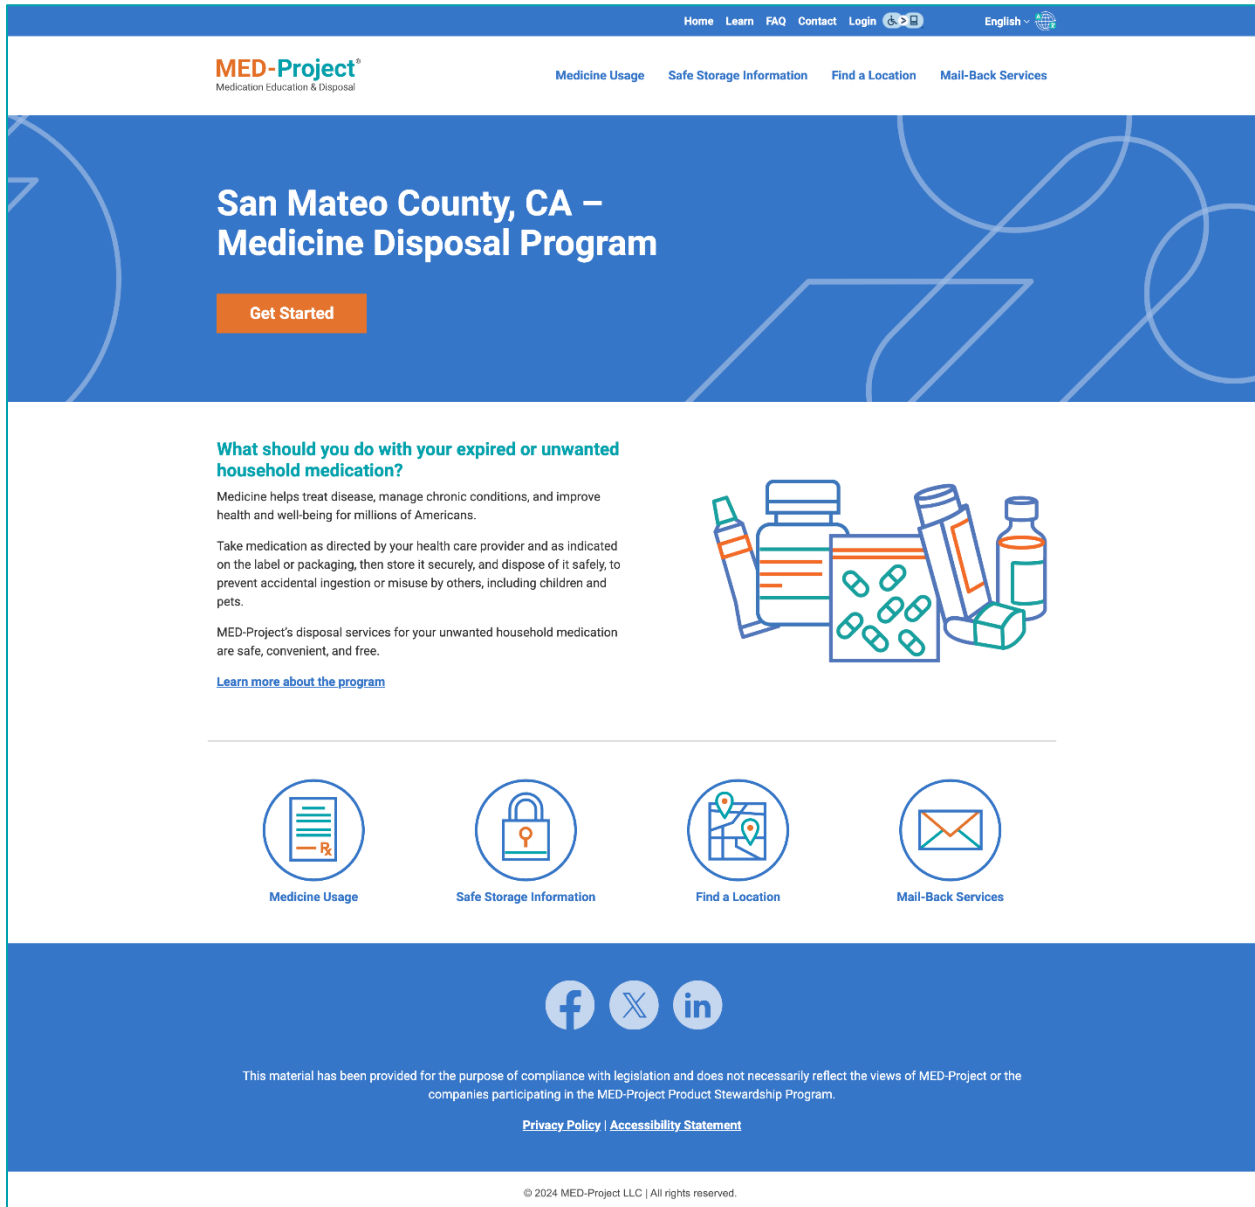 Home Learn FAQ Contact Login English
MED-Project®
Medication Education & Disposal
Medicine Usage Safe Storage Information Find a Location Mail-Back Services
San Mateo County, CA –
Medicine Disposal Program
Get Started
What should you do with your expired or unwanted
household medication?
Medicine helps treat disease, manage chronic conditions, and improve
health and well-being for millions of Americans.
Take medication as directed by your health care provider and as indicated
on the label or packaging, then store it securely, and dispose of it safely, to
prevent accidental ingestion or misuse by others, including children and
pets.
MED-Project's disposal services for your unwanted household medication
are safe, convenient, and free.
Learn more about the program
Rx
Medicine Usage Safe Storage Information Find a Location Mail-Back Services
f X in
This material has been provided for the purpose of compliance with legislation and does not necessarily reflect the views of MED-Project or the
companies participating in the MED-Project Product Stewardship Program.
Privacy Policy | Accessibility Statement
© 2024 MED-Project LLC | All rights reserved.